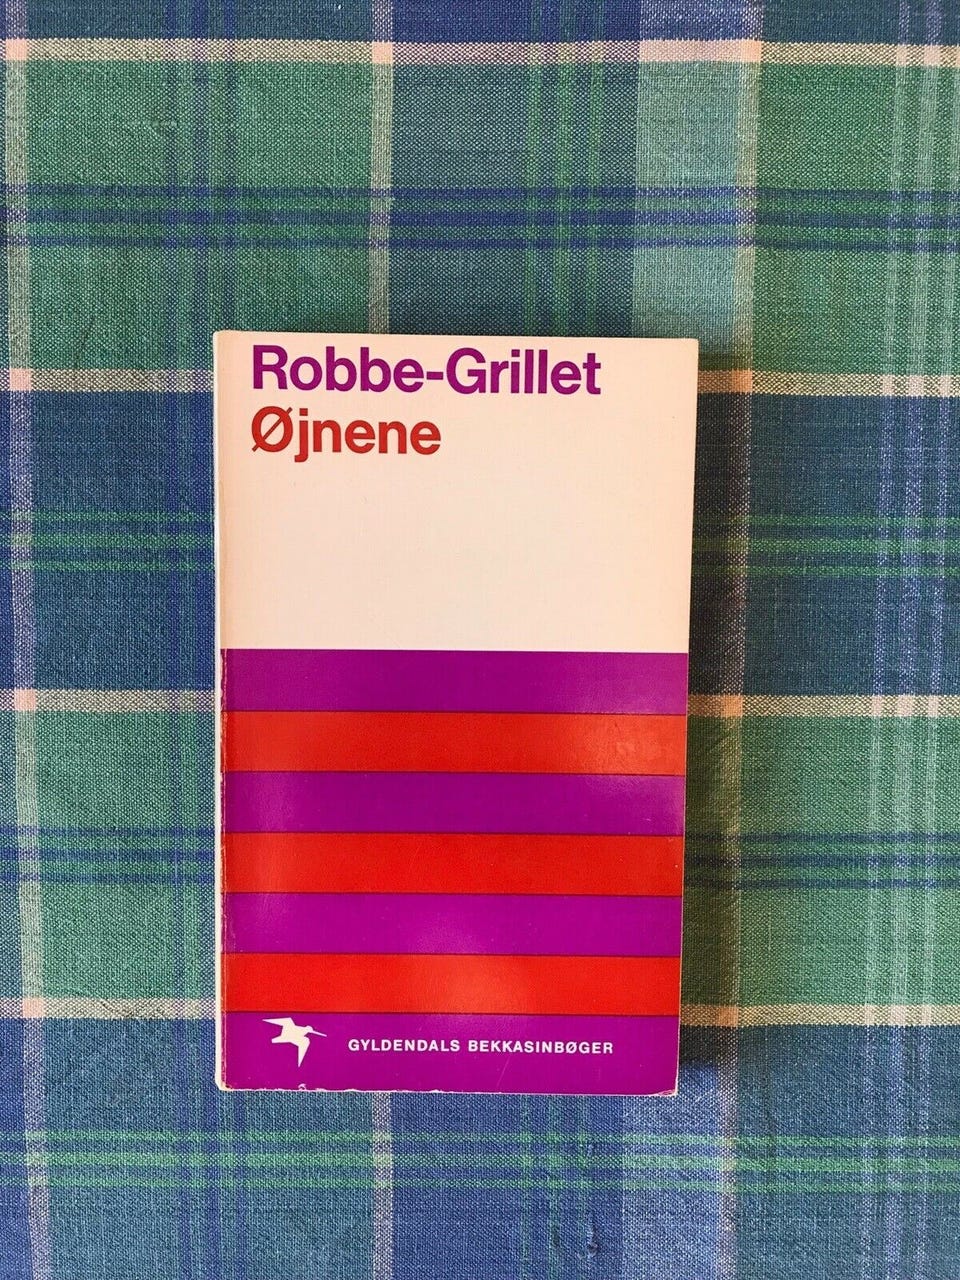 Robbe-Grillet
Øjnene
GYLDENDALS BEKKASINBØGER